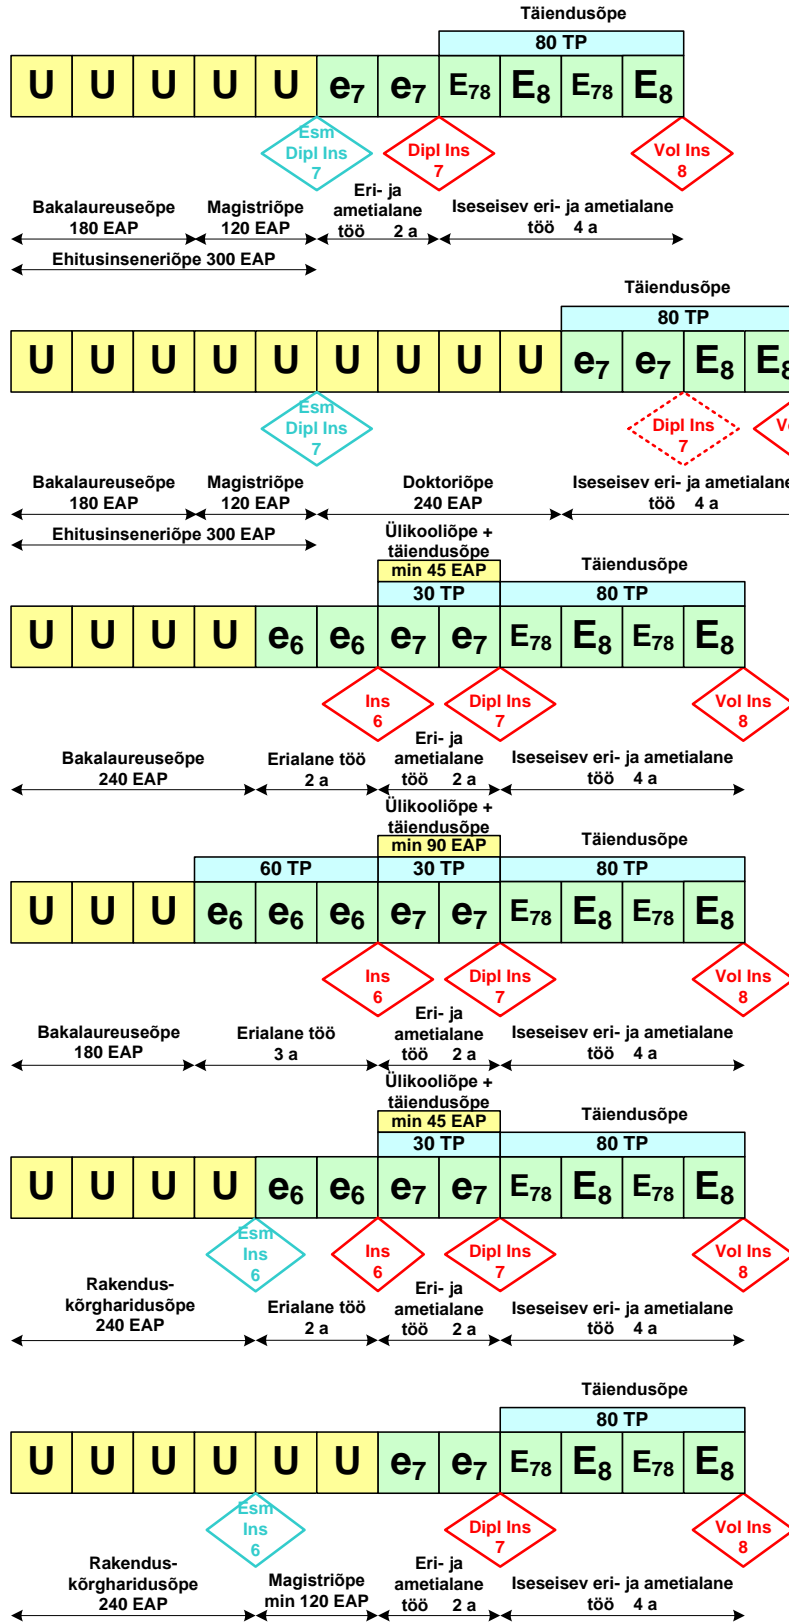 Täiendusõpe
80 TP
U U U U U e7 e7 E78 E8 E78 E8
Esm
Dipl Ins
7
Dipl Ins
7
Vol Ins
8
Bakalaureuseõpe
180 EAP
Magistriõpe
120 EAP
Eri- ja
ametialane
töö 2 a
Iseseisev eri- ja ametialane
töö 4 a
Ehitusinseneriõpe 300 EAP
Täiendusõpe
80 TP
U U U U U U U U U e7 e7 E8 E8
Esm
Dipl Ins
7
Dipl Ins
7
Bakalaureuseõpe
180 EAP
Magistriõpe
120 EAP
Doktoriõpe
240 EAP
Iseseisev eri- ja ametialane
töö 4 a
Ehitusinseneriõpe 300 EAP
Ülikooliõpe +
täiendusõpe
min 45 EAP
30 TP
Täiendusõpe
80 TP
U U U U e6 e6 e7 e7 E78 E8 E78 E8
Ins
6
Dipl Ins
7
Vol Ins
8
Bakalaureuseõpe
240 EAP
Erialane töö
2 a
Eri- ja
ametialane
töö 2 a
Iseseisev eri- ja ametialane
töö 4 a
Ülikooliõpe +
täiendusõpe
min 90 EAP
60 TP
30 TP
Täiendusõpe
80 TP
U U U e6 e6 e6 e7 e7 E78 E8 E78 E8
Ins
6
Dipl Ins
7
Vol Ins
8
Bakalaureuseõpe
180 EAP
Erialane töö
3 a
Eri- ja
ametialane
töö 2 a
Iseseisev eri- ja ametialane
töö 4 a
Ülikooliõpe +
täiendusõpe
min 45 EAP
30 TP
Täiendusõpe
80 TP
U U U U e6 e6 e7 e7 E78 E8 E78 E8
Esm
Ins
6
Ins
6
Dipl Ins
7
Vol Ins
8
Rakendus-
kõrgharidusõpe
240 EAP
Erialane töö
2 a
Eri- ja
ametialane
töö 2 a
Iseseisev eri- ja ametialane
töö 4 a
Täiendusõpe
80 TP
U U U U U U e7 e7 E78 E8 E78 E8
Esm
Ins
6
Dipl Ins
7
Vol Ins
8
Rakendus-
kõrgharidusõpe
240 EAP
Magistriõpe
min 120 EAP
Eri- ja
ametialane
töö 2 a
Iseseisev eri- ja ametialane
töö 4 a